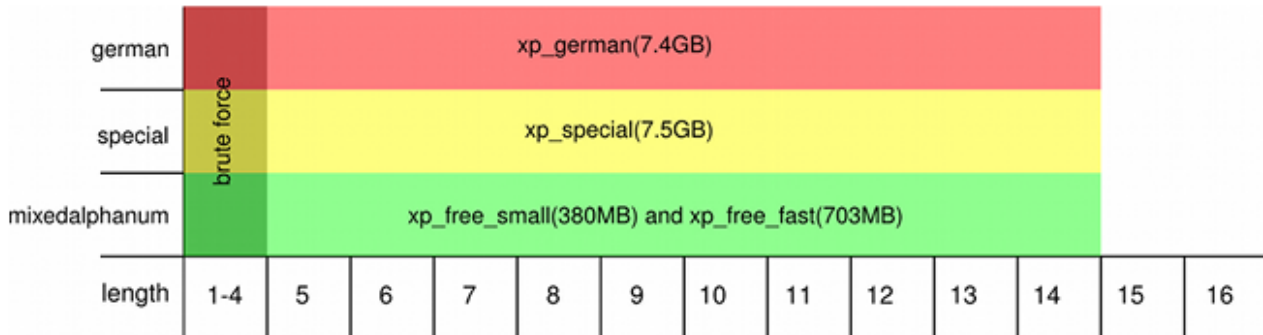 german
xp_german(7.4GB)
brute force
special
xp_special(7.5GB)
mixedalphanum
xp_free_small(380MB) and xp_free_fast(703MB)
length 1-4 5 6 7 8 9 10 11 12 13 14 15 16